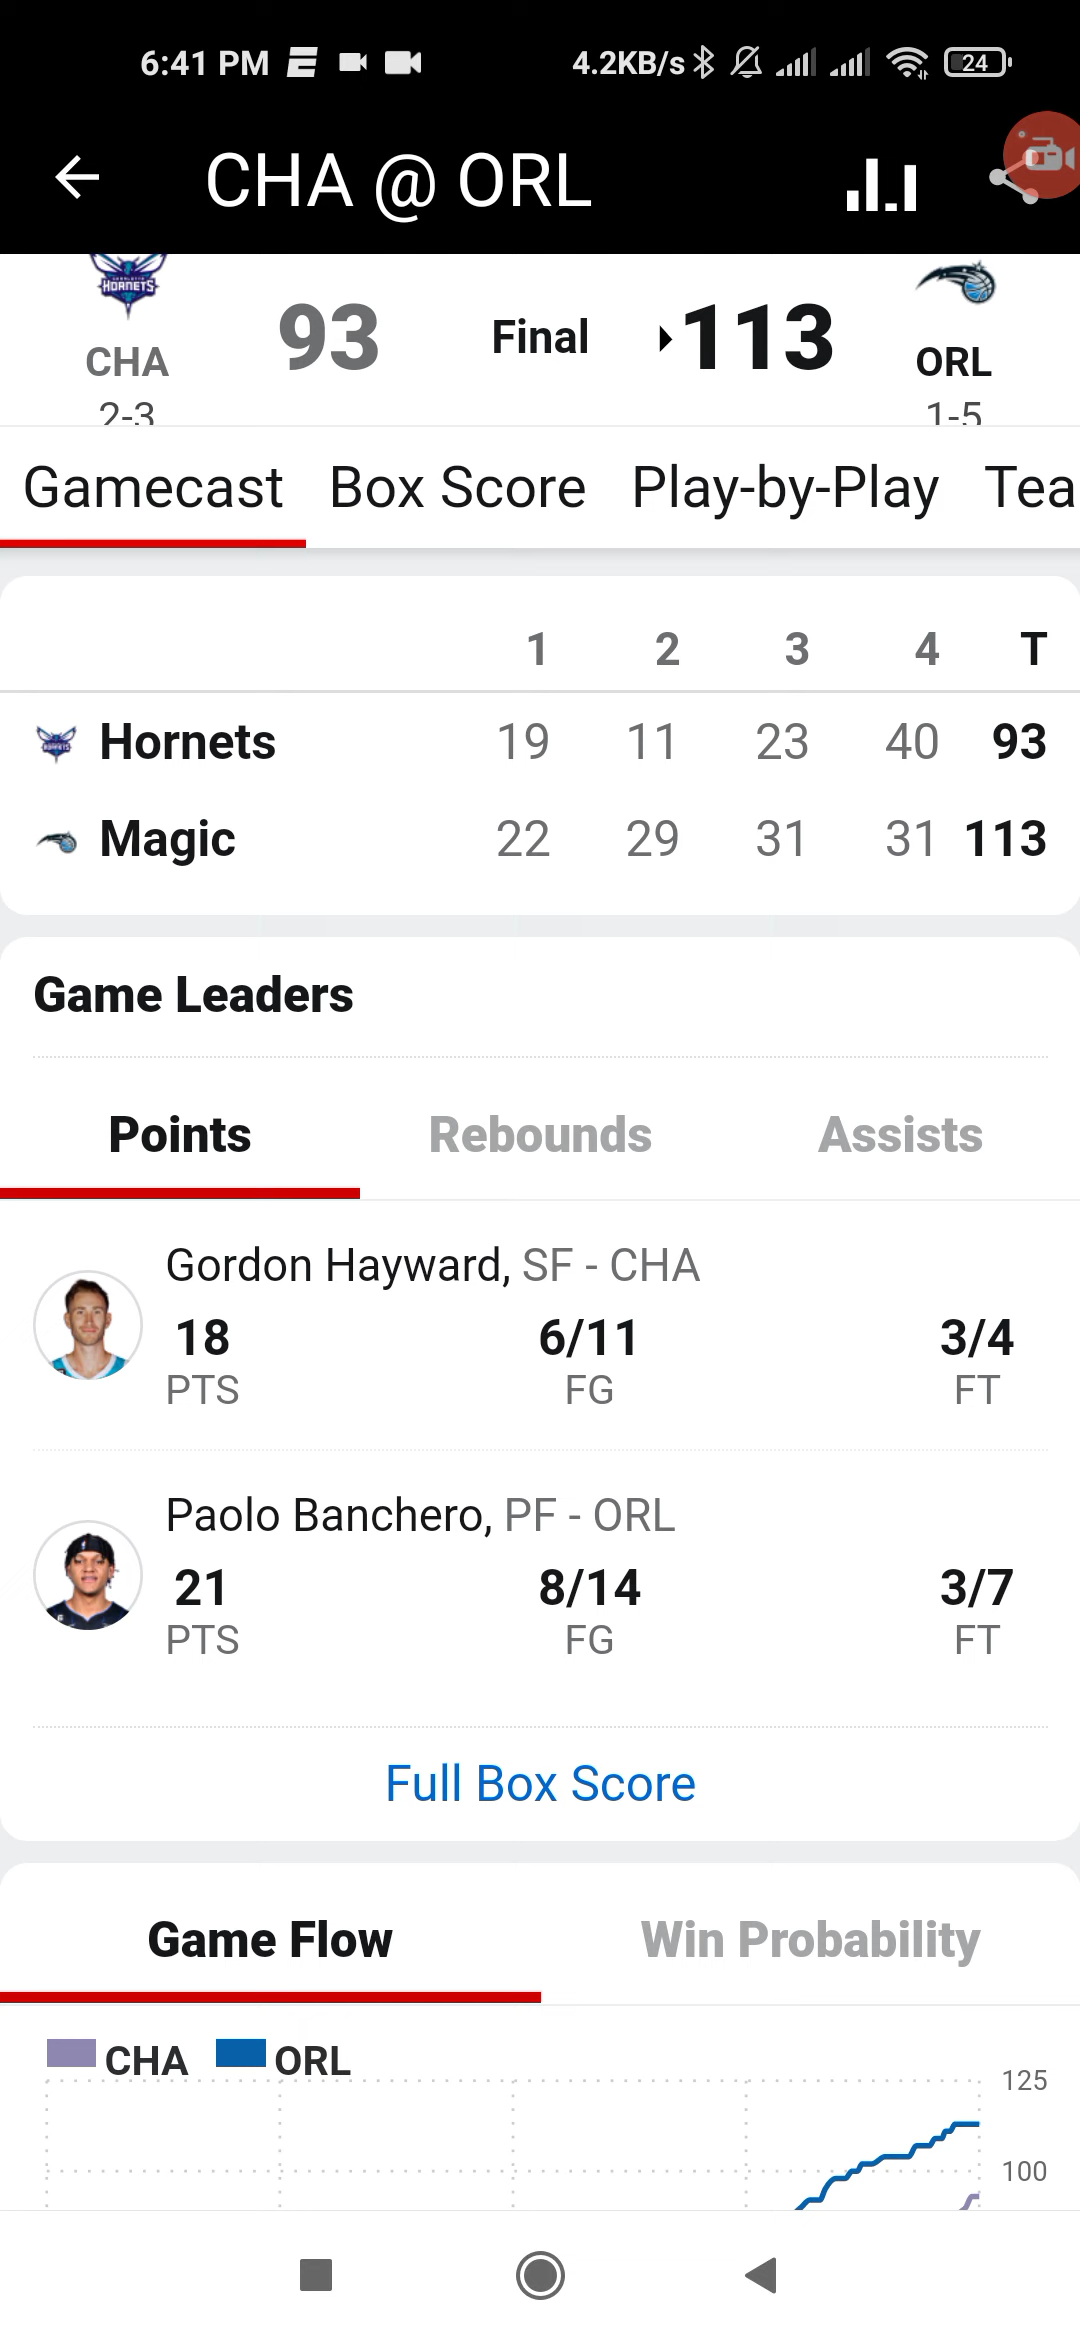 6:41 PM 4.2KB/s 24
CHA @ ORL
HORNETS
CHA 93 Final 113 ORL
2-3 1-5
Gamecast Box Score Play-by-Play Tea
1 2 3 4 T
Hornets 19 11 23 40 93
Magic 22 29 31 31 113
Game Leaders
Points Rebounds Assists
Gordon Hayward, SF - CHA
18 6/11 3/4
PTS FG FT
Paolo Banchero, PF - ORL
21 8/14 3/7
PTS FG FT
Full Box Score
Game Flow Win Probability
CHA ORL
125
100